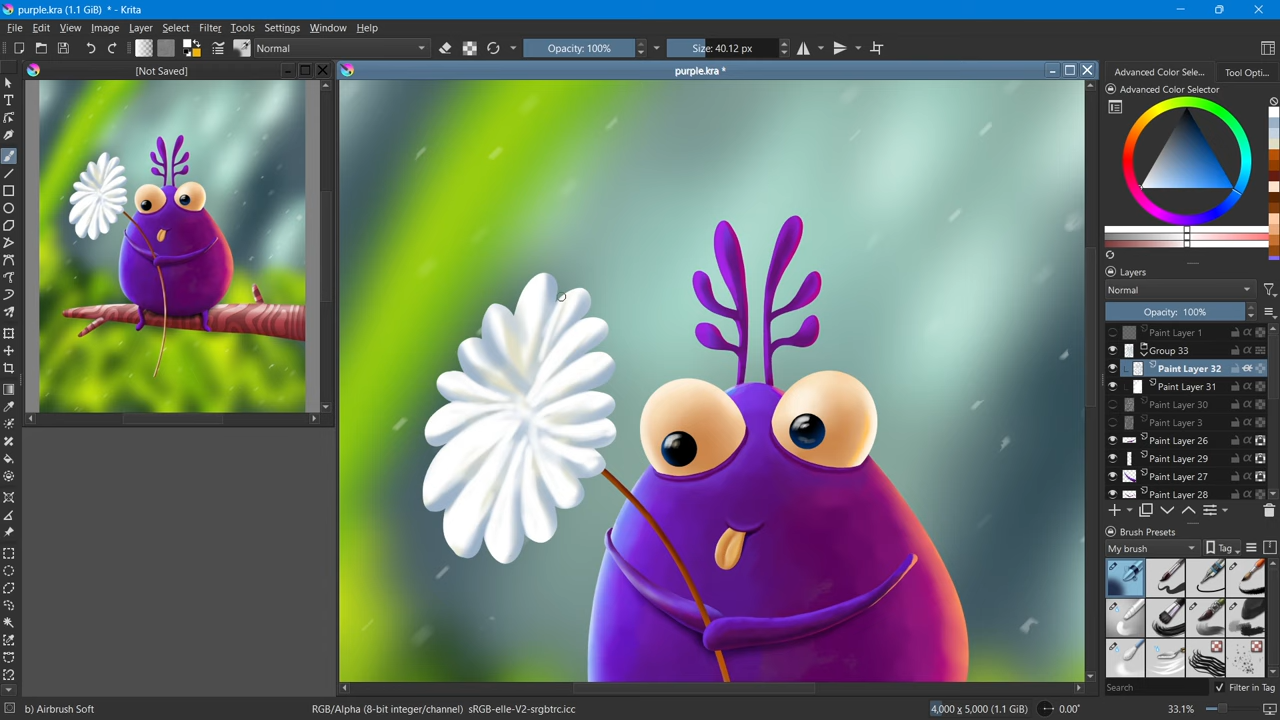 purple.kra (1.1 GiB) * - Krita
File Edit View Image Layer Select Filter Tools Settings Window Help
Normal
Opacity: 100%
Size: 40.12 px
[Not Saved]
purple.kra *
Advanced Color Sele...
Tool Opti...
Advanced Color Selector
Layers
Normal
Opacity: 100%
Paint Layer 1
Group 33
Paint Layer 32
Paint Layer 31
Paint Layer 30
Paint Layer 3
Paint Layer 26
Paint Layer 29
Paint Layer 27
Paint Layer 28
Brush Presets
My brush
Tag
Search
Filter in Tag
b) Airbrush Soft
RGB/Alpha (8-bit integer/channel) sRGB-elle-V2-srgbtrc.icc
4,000 x 5,000 (1.1 GiB)
0.00°
33.1%